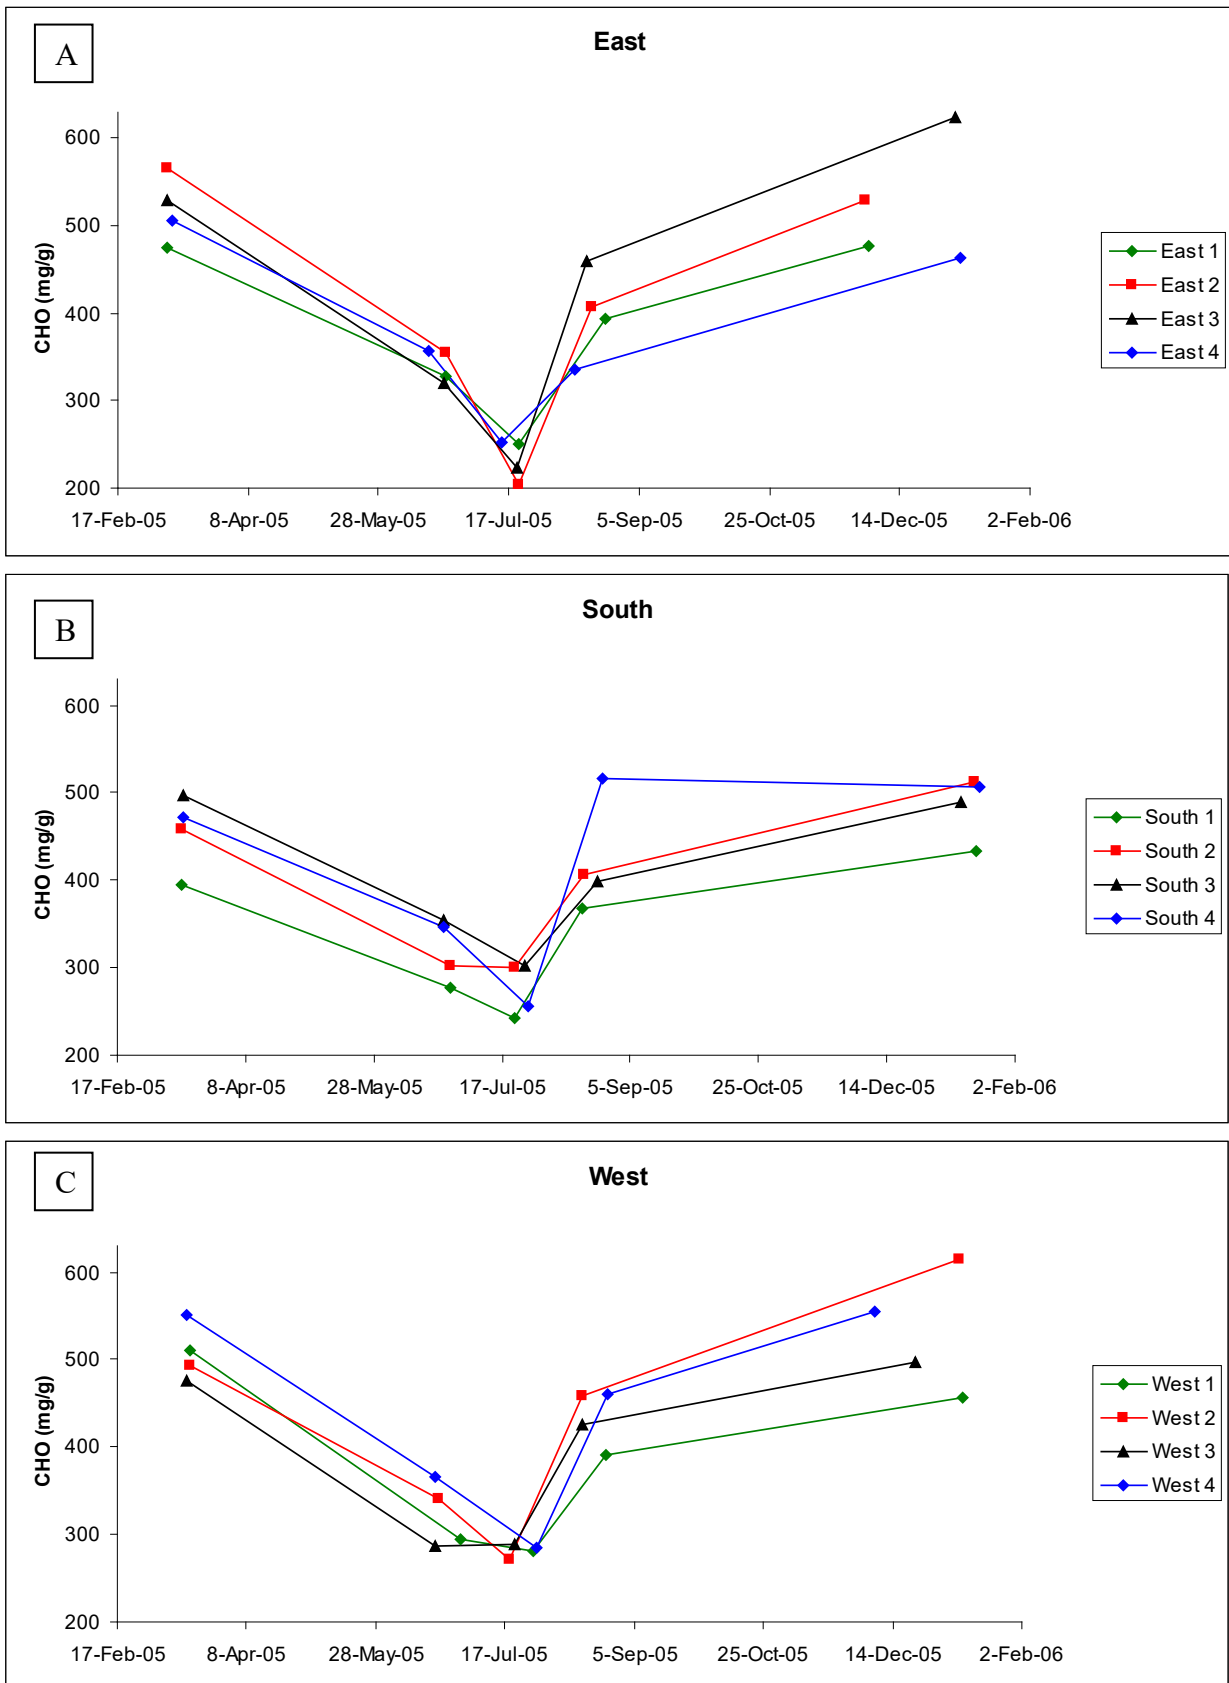 A
East
600
500
400
300
200
CHO (mg/g)
17-Feb-05 8-Apr-05 28-May-05 17-Jul-05 5-Sep-05 25-Oct-05 14-Dec-05 2-Feb-06
East 1
East 2
East 3
East 4
B
South
600
500
400
300
200
CHO (mg/g)
17-Feb-05 8-Apr-05 28-May-05 17-Jul-05 5-Sep-05 25-Oct-05 14-Dec-05 2-Feb-06
South 1
South 2
South 3
South 4
C
West
600
500
400
300
200
CHO (mg/g)
17-Feb-05 8-Apr-05 28-May-05 17-Jul-05 5-Sep-05 25-Oct-05 14-Dec-05 2-Feb-06
West 1
West 2
West 3
West 4